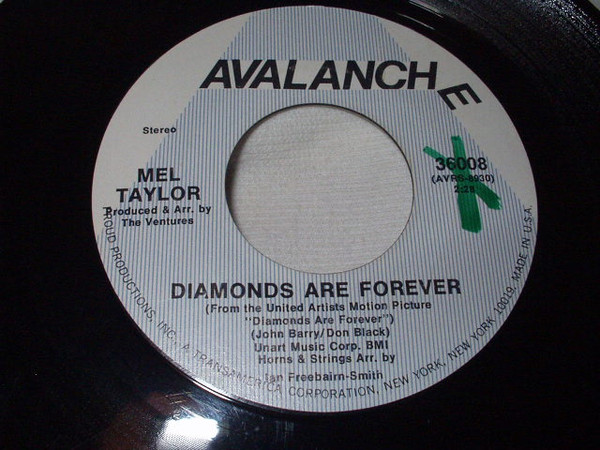 AVALANCHE
Stereo
MEL
TAYLOR
Produced & Arr. by
The Ventures
36008
2:28
DIAMONDS ARE FOREVER
(From the United Artists Motion Picture
"Diamonds Are Forever")
(John Barry/Don Black)
Unart Music Corp. BMI
Horns & Strings Arr. by
Ian Freebairn-Smith
PROUD PRODUCTIONS, INC., A TRANSAMERICA CORPORATION, NEW YORK, NEW YORK 10019. MADE IN U.S.A.